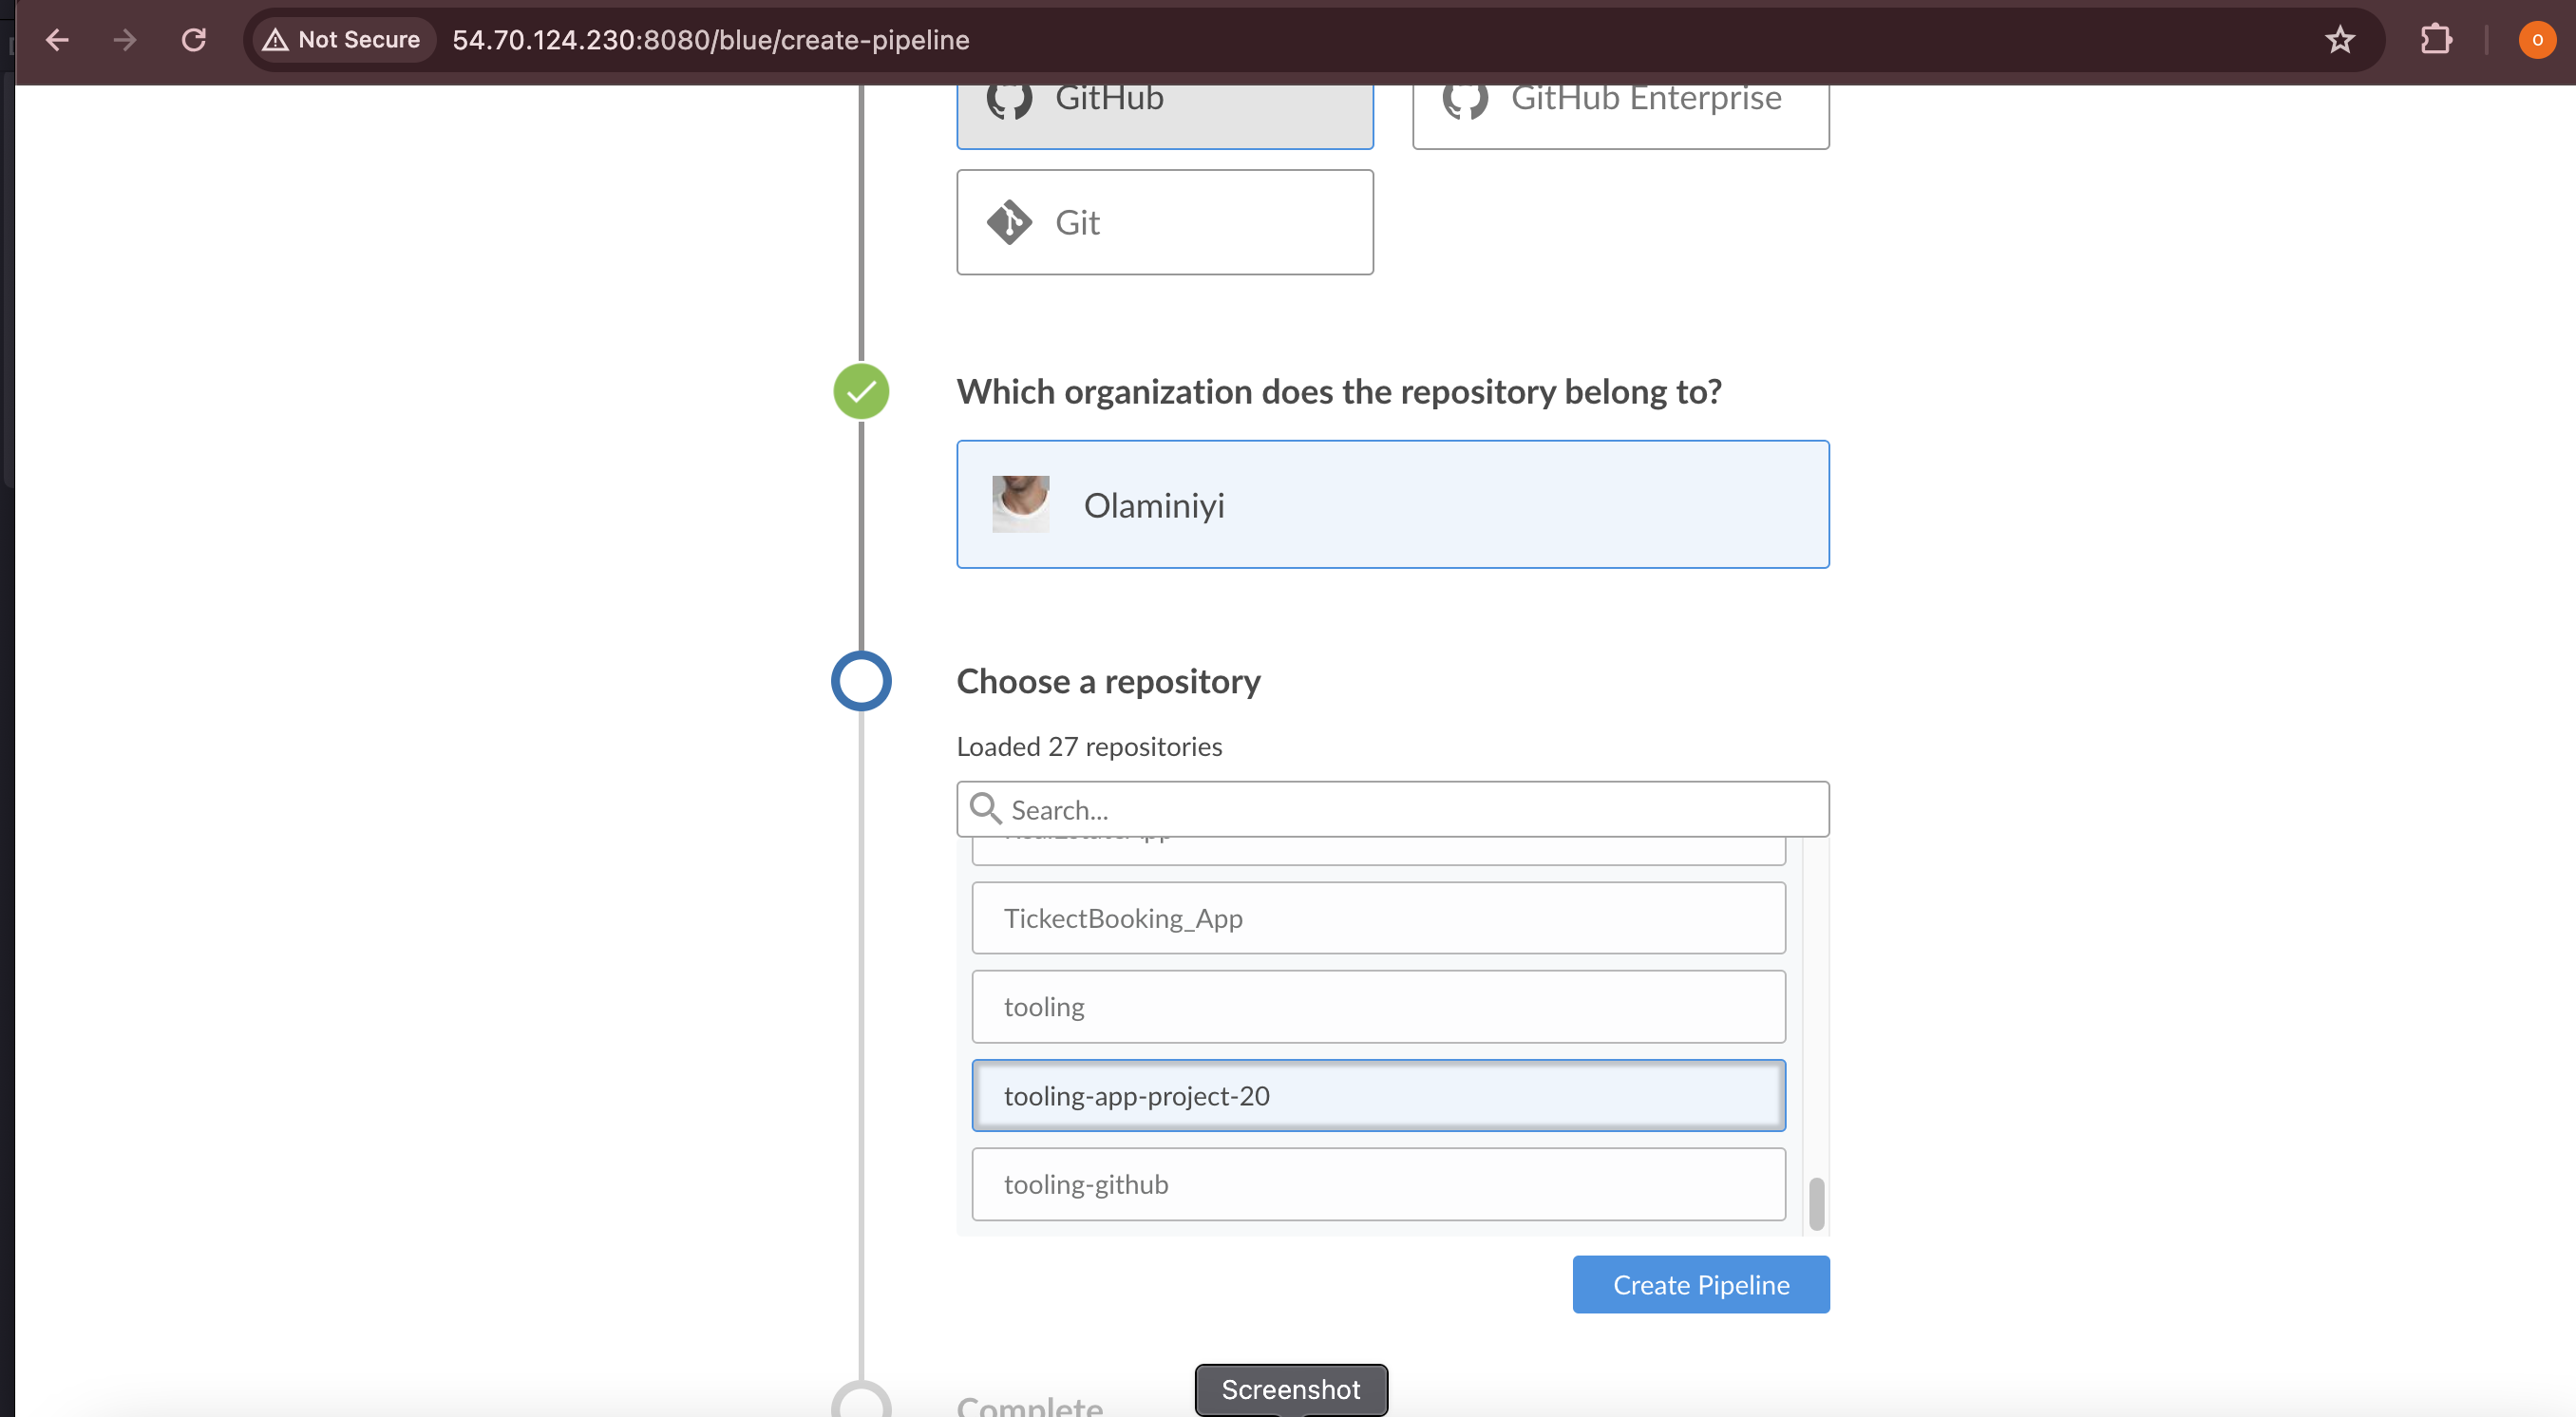 Not Secure 54.70.124.230:8080/blue/create-pipeline
O
GitHub
GitHub Enterprise
Git
Which organization does the repository belong to?
Olaminiyi
Choose a repository
Loaded 27 repositories
Search...
TickectBooking_App
tooling
tooling-app-project-20
tooling-github
Create Pipeline
Complete
Screenshot